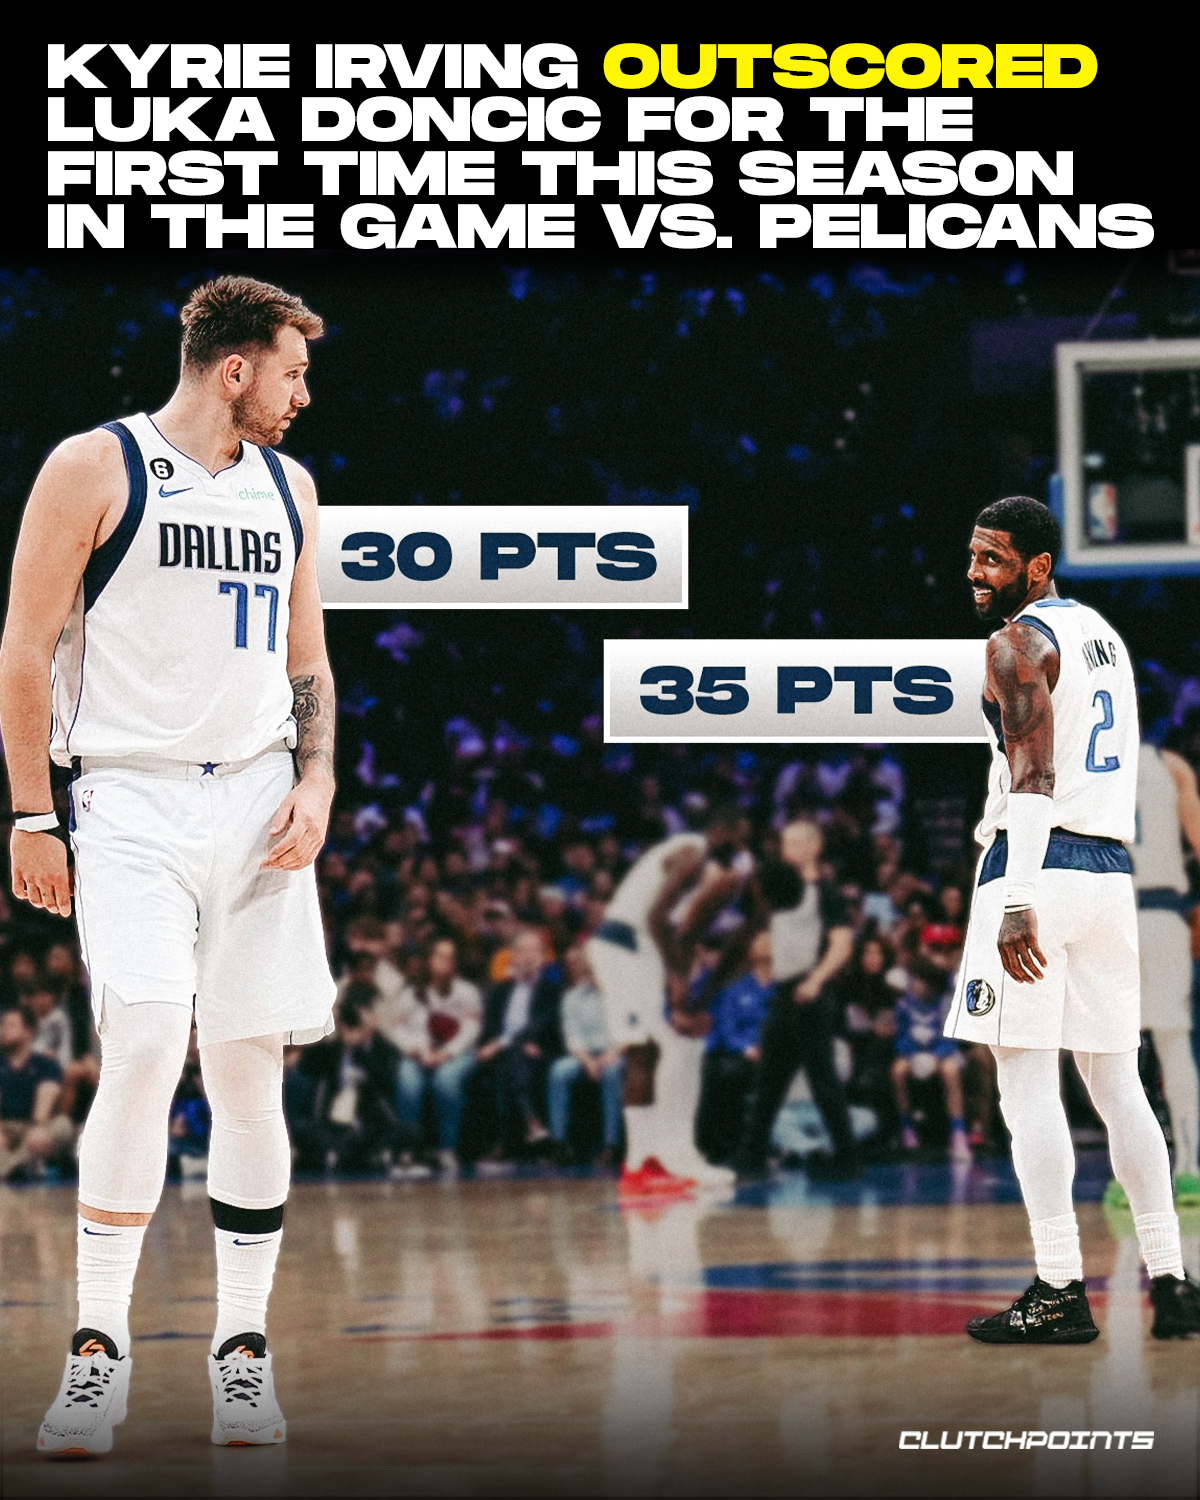 KYRIE IRVING OUTSCORED
LUKA DONCIC FOR THE
FIRST TIME THIS SEASON
IN THE GAME VS. PELICANS
6
chime
DALLAS
77
30 PTS
35 PTS
2
CLUTCHPOINTS